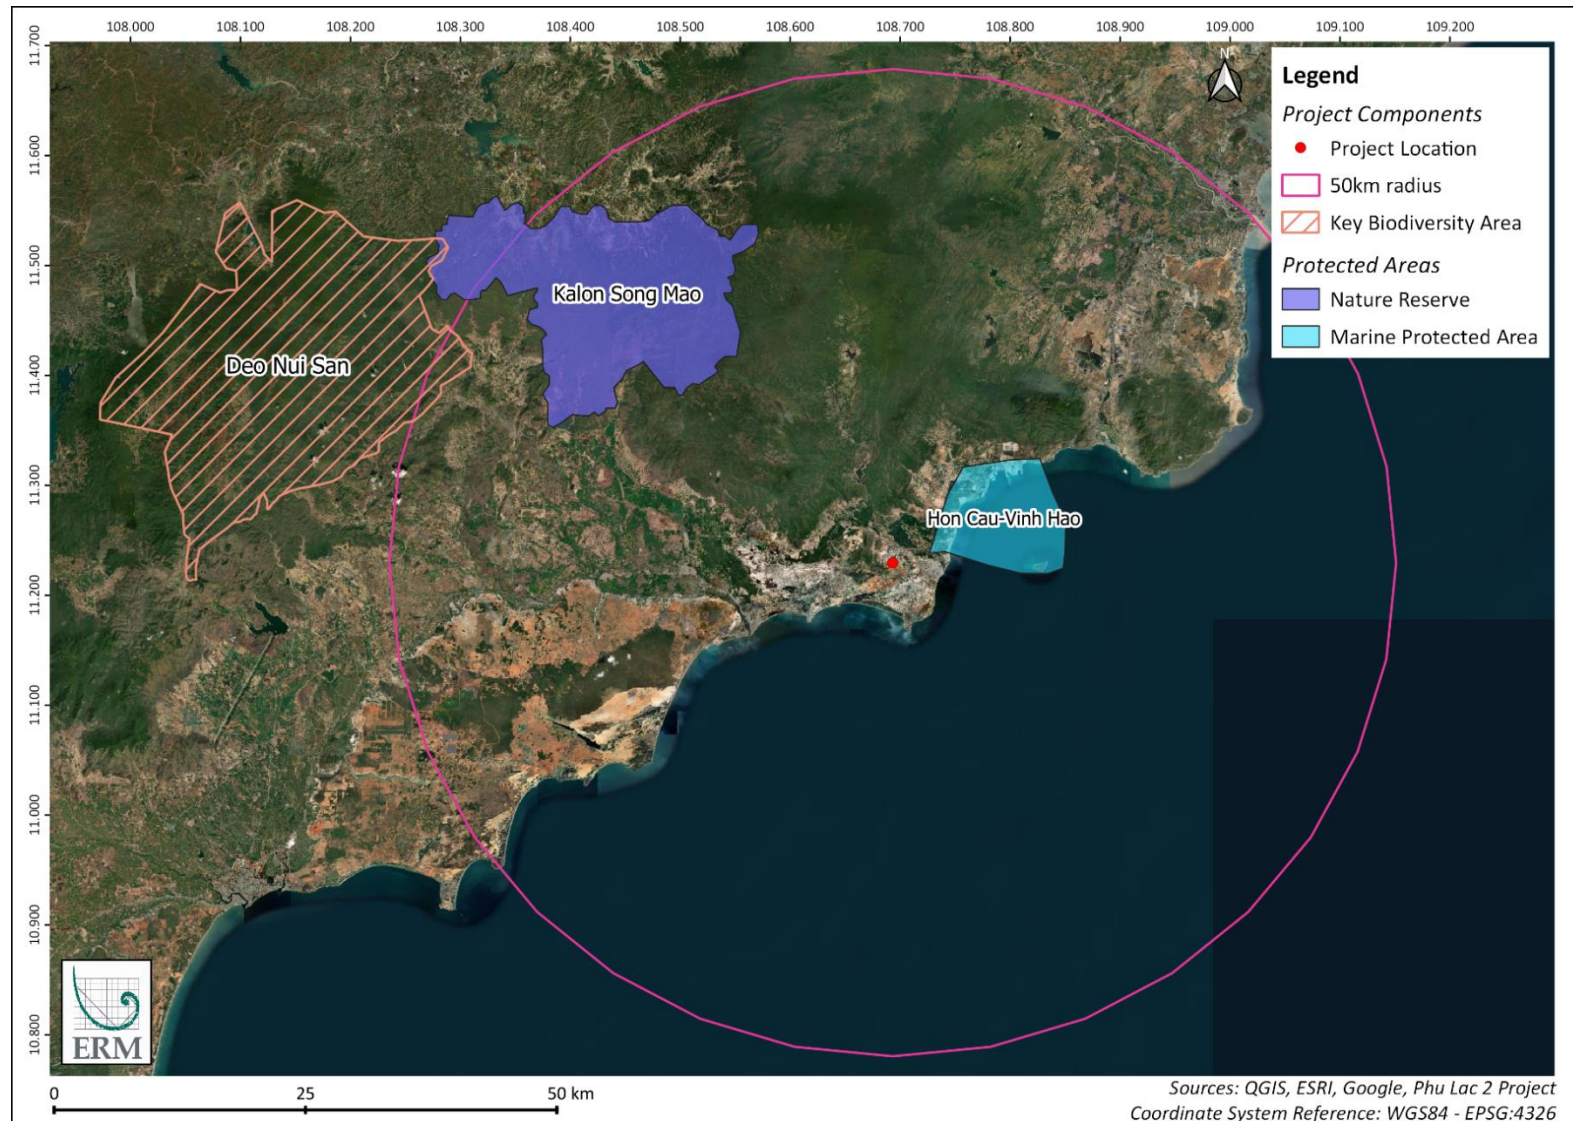 108.000 108.100 108.200 108.300 108.400 108.500 108.600 108.700 108.800 108.900 109.000 109.100 109.200
11.700
11.600
11.500
11.400
11.300
11.200
11.100
11.000
10.900
10.800
N
Legend
Project Components
Project Location
50km radius
Key Biodiversity Area
Protected Areas
Nature Reserve
Marine Protected Area
Kalon Song Mao
Deo Nui San
Hon Cau-Vinh Hao
ERM
0 25 50 km
Sources: QGIS, ESRI, Google, Phu Lac 2 Project
Coordinate System Reference: WGS84 - EPSG:4326